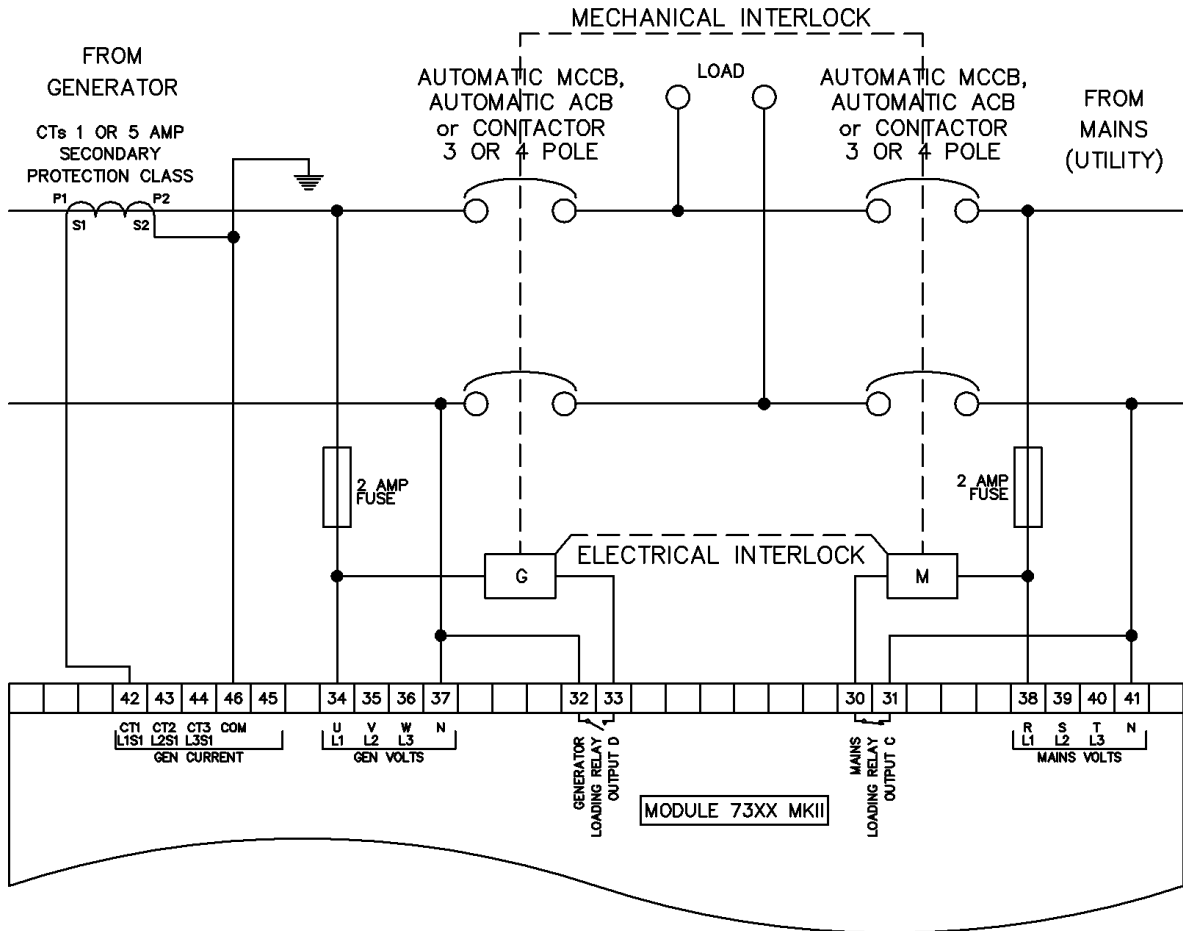 MECHANICAL INTERLOCK
FROM
GENERATOR
CTs 1 OR 5 AMP
SECONDARY
PROTECTION CLASS
P1
P2
S1
S2
AUTOMATIC MCCB,
AUTOMATIC ACB
or CONTACTOR
3 OR 4 POLE
LOAD
AUTOMATIC MCCB,
AUTOMATIC ACB
or CONTACTOR
3 OR 4 POLE
FROM
MAINS
(UTILITY)
2 AMP
FUSE
2 AMP
FUSE
ELECTRICAL INTERLOCK
G
M
42 43 44 46 45 34 35 36 37 32 33 30 31 38 39 40 41
CT1 CT2 CT3 COM
L1S1 L2S1 L3S1
GEN CURRENT
U V W N
L1 L2 L3
GEN VOLTS
GENERATOR
LOADING RELAY
OUTPUT D
MAINS
LOADING RELAY
OUTPUT C
R S T N
L1 L2 L3
MAINS VOLTS
MODULE 73XX MKII